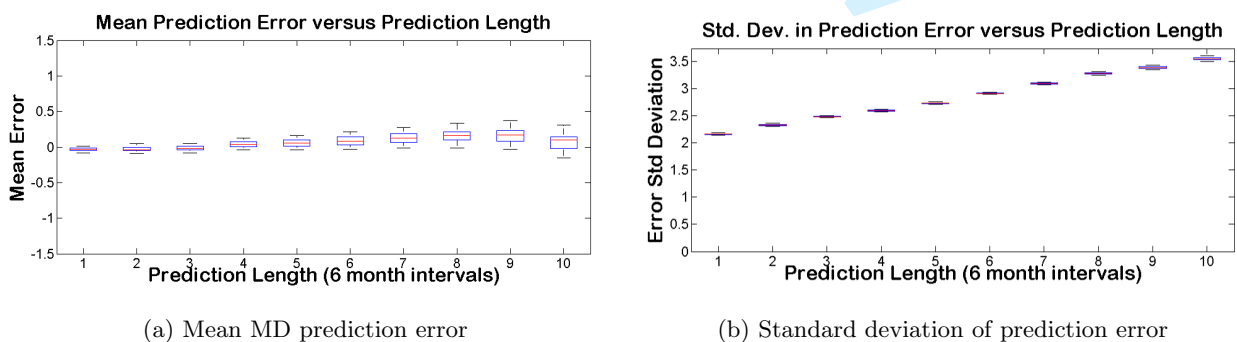 Mean Prediction Error versus Prediction Length
1.5
1
0.5
0
-0.5
-1
-1.5
Mean Error
1 2 3 4 5 6 7 8 9 10
Prediction Length (6 month intervals)
(a) Mean MD prediction error
Std. Dev. in Prediction Error versus Prediction Length
3.5
3
2.5
2
1.5
1
0.5
0
Error Std Deviation
1 2 3 4 5 6 7 8 9 10
Prediction Length (6 month intervals)
(b) Standard deviation of prediction error